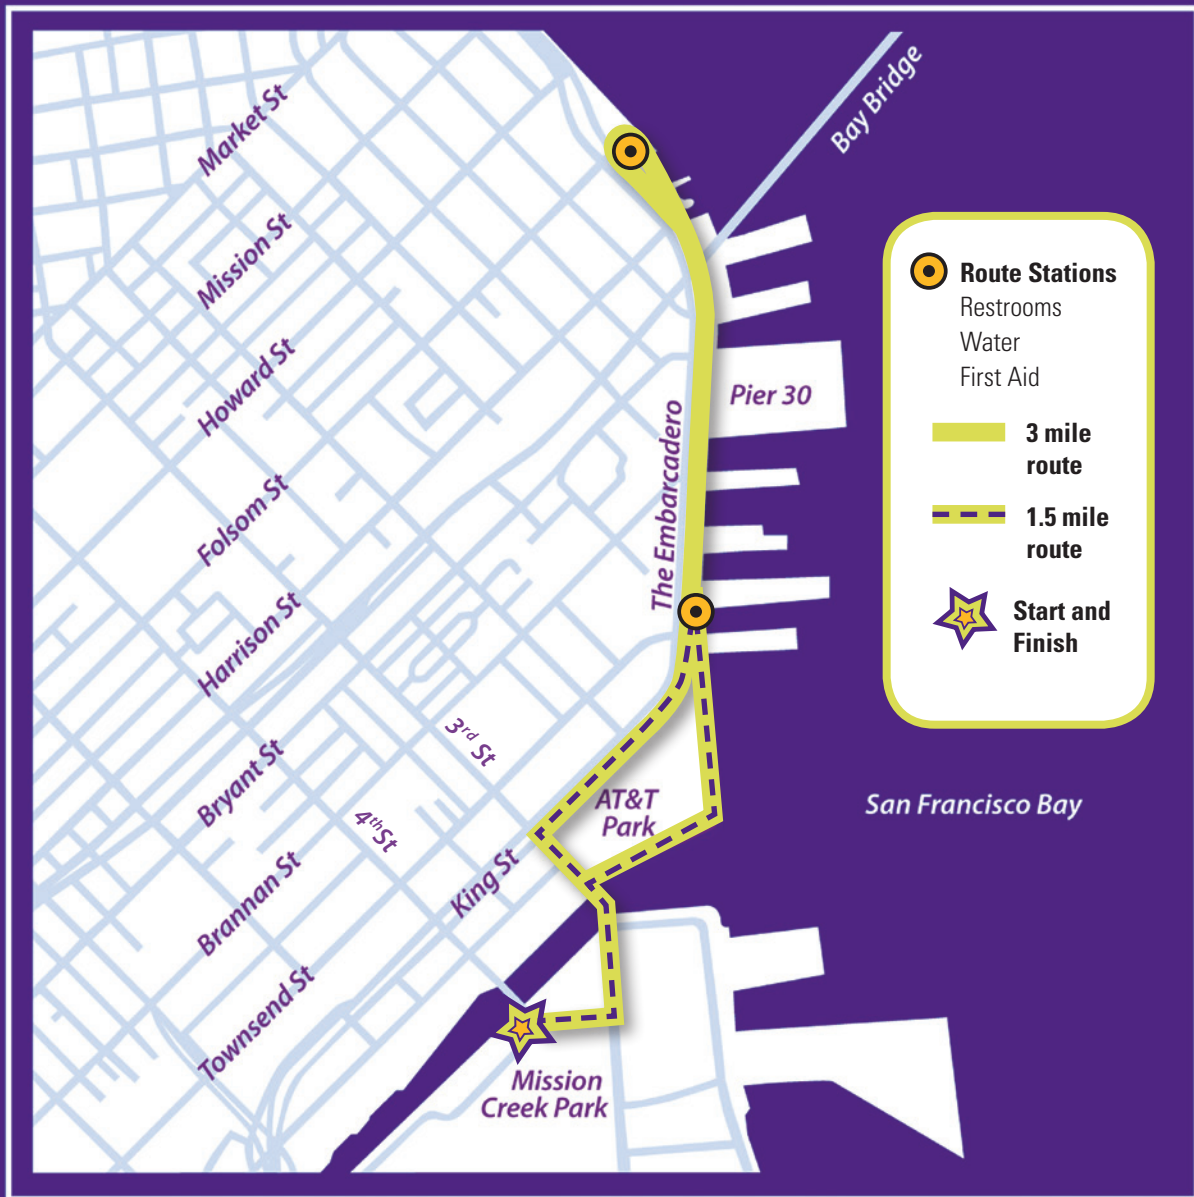 Market St
Mission St
Howard St
Folsom St
Harrison St
Bryant St
Brannan St
Townsend St
3rd St
4th St
King St
The Embarcadero
Bay Bridge
Pier 30
AT&T
Park
San Francisco Bay
Mission
Creek Park
Route Stations
Restrooms
Water
First Aid
3 mile
route
1.5 mile
route
Start and
Finish